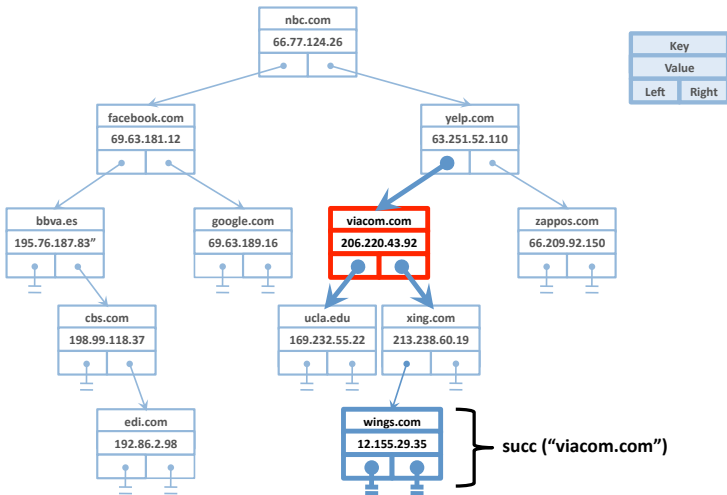 nbc.com
66.77.124.26
Key
Value
Left Right
facebook.com
69.63.181.12
yelp.com
63.251.52.110
bbva.es
195.76.187.83”
google.com
69.63.189.16
viacom.com
206.220.43.92
zappos.com
66.209.92.150
cbs.com
198.99.118.37
ucla.edu
169.232.55.22
xing.com
213.238.60.19
edi.com
192.86.2.98
wings.com
12.155.29.35
succ (“viacom.com”)